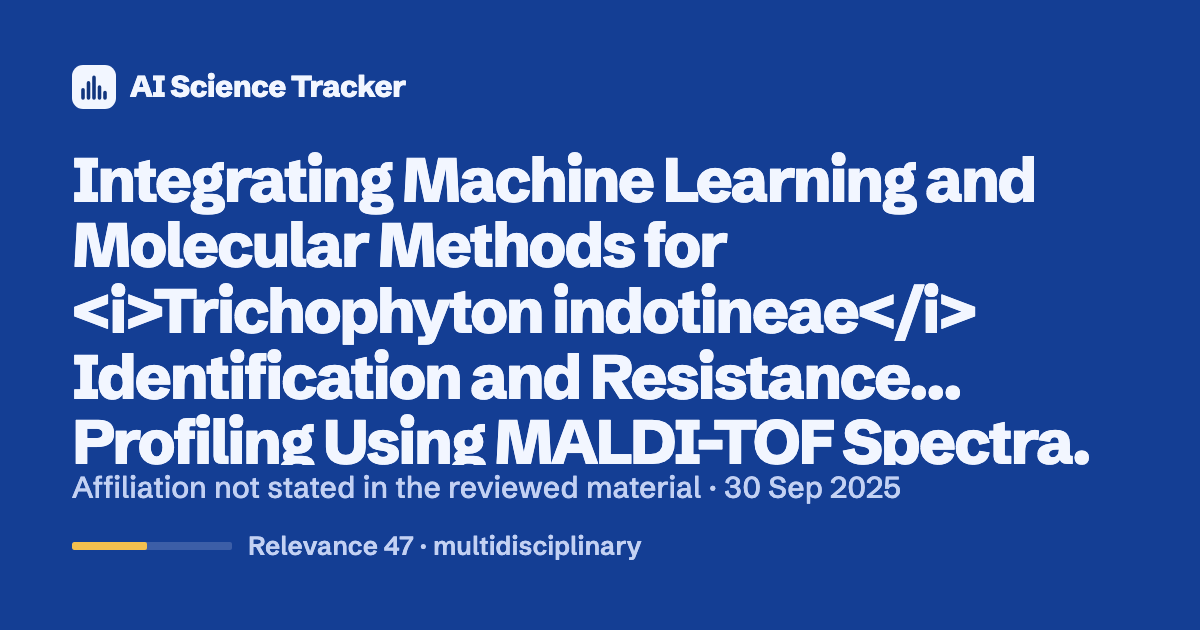 AI Science Tracker
Integrating Machine Learning and
Molecular Methods for
<i>Trichophyton indotineae</i>
Identification and Resistance...
Profiling Using MALDI-TOF Spectra.
Affiliation not stated in the reviewed material · 30 Sep 2025
Relevance 47 · multidisciplinary